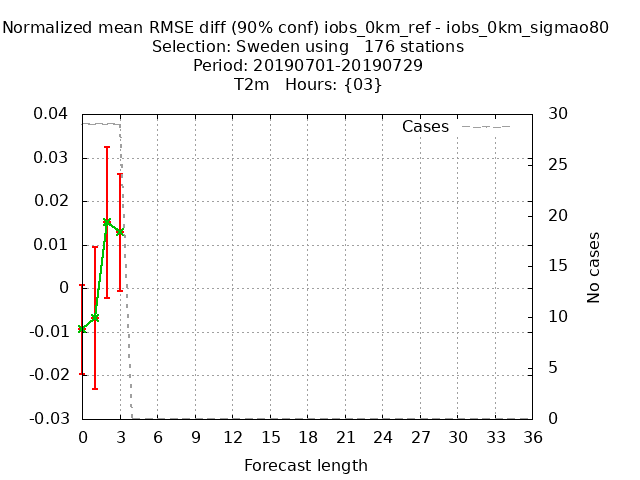 Normalized mean RMSE diff (90% conf) iobs_0km_ref - iobs_0km_sigmao80
Selection: Sweden using   176 stations
Period: 20190701-20190729
T2m   Hours: {03}
Cases
0.04
0.03
0.02
0.01
0
-0.01
-0.02
-0.03
30
25
20
15
10
5
0
No cases
0 3 6 9 12 15 18 21 24 27 30 33 36
Forecast length